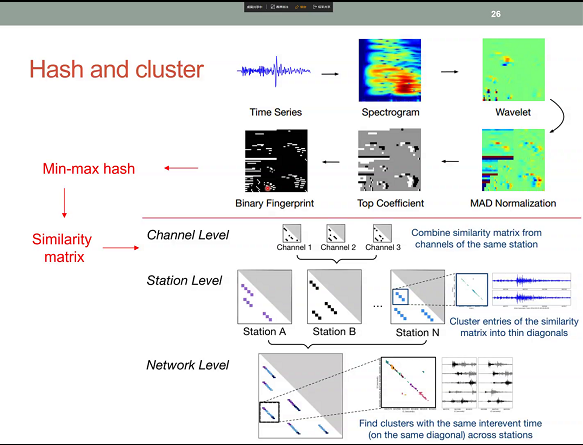 26
Hash and cluster
Time Series
Spectrogram
Wavelet
Binary Fingerprint
Top Coefficient
MAD Normalization
Min-max hash
Similarity
matrix
Channel Level
Channel 1
Channel 2
Channel 3
Combine similarity matrix from
channels of the same station
Station Level
Station A
Station B
...
Station N
Cluster entries of the similarity
matrix into thin diagonals
Network Level
Find clusters with the same interevent time
(on the same diagonal) across stations